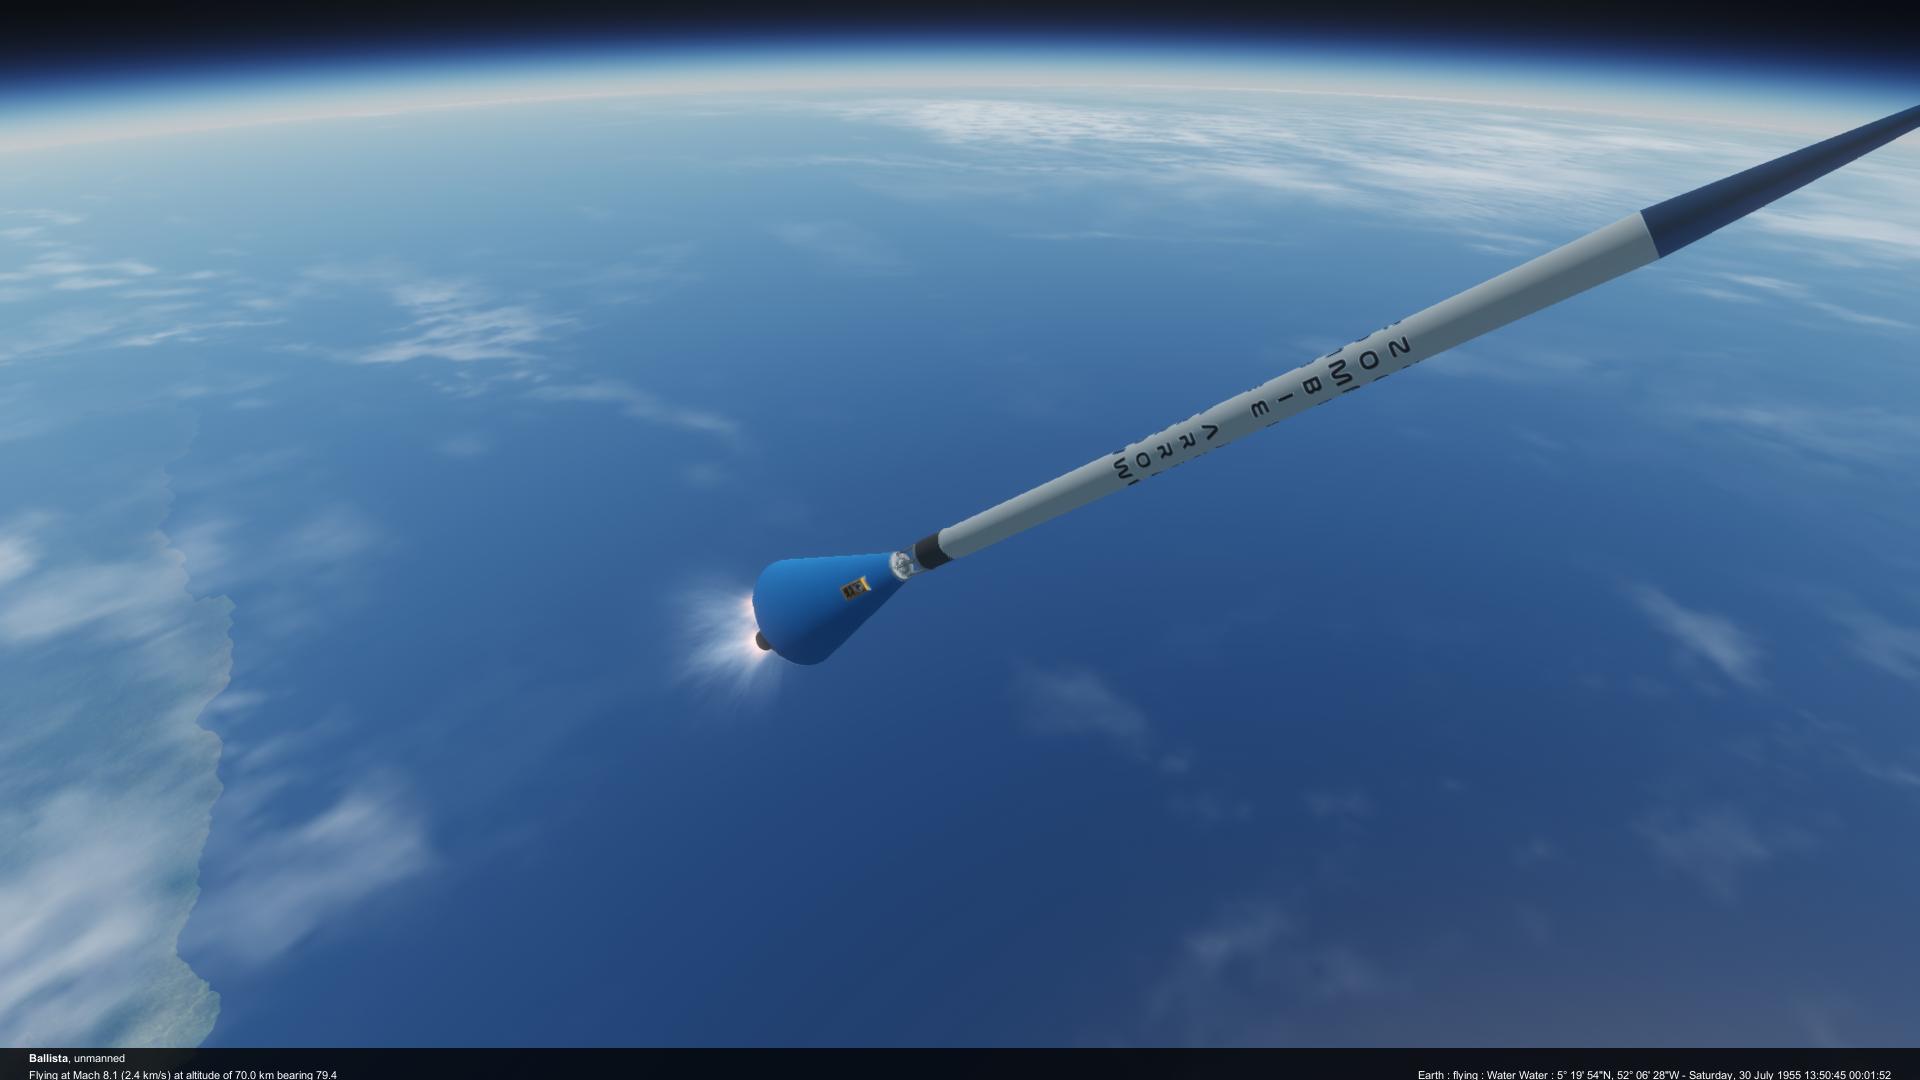 ZOMBIE ARROW
Ballista, unmanned
Flying at Mach 8.1 (2.4 km/s) at altitude of 70.0 km bearing 79.4
Earth : flying : Water Water : 5° 19' 54"N, 52° 06' 28"W - Saturday, 30 July 1955 13:50:45 00:01:52